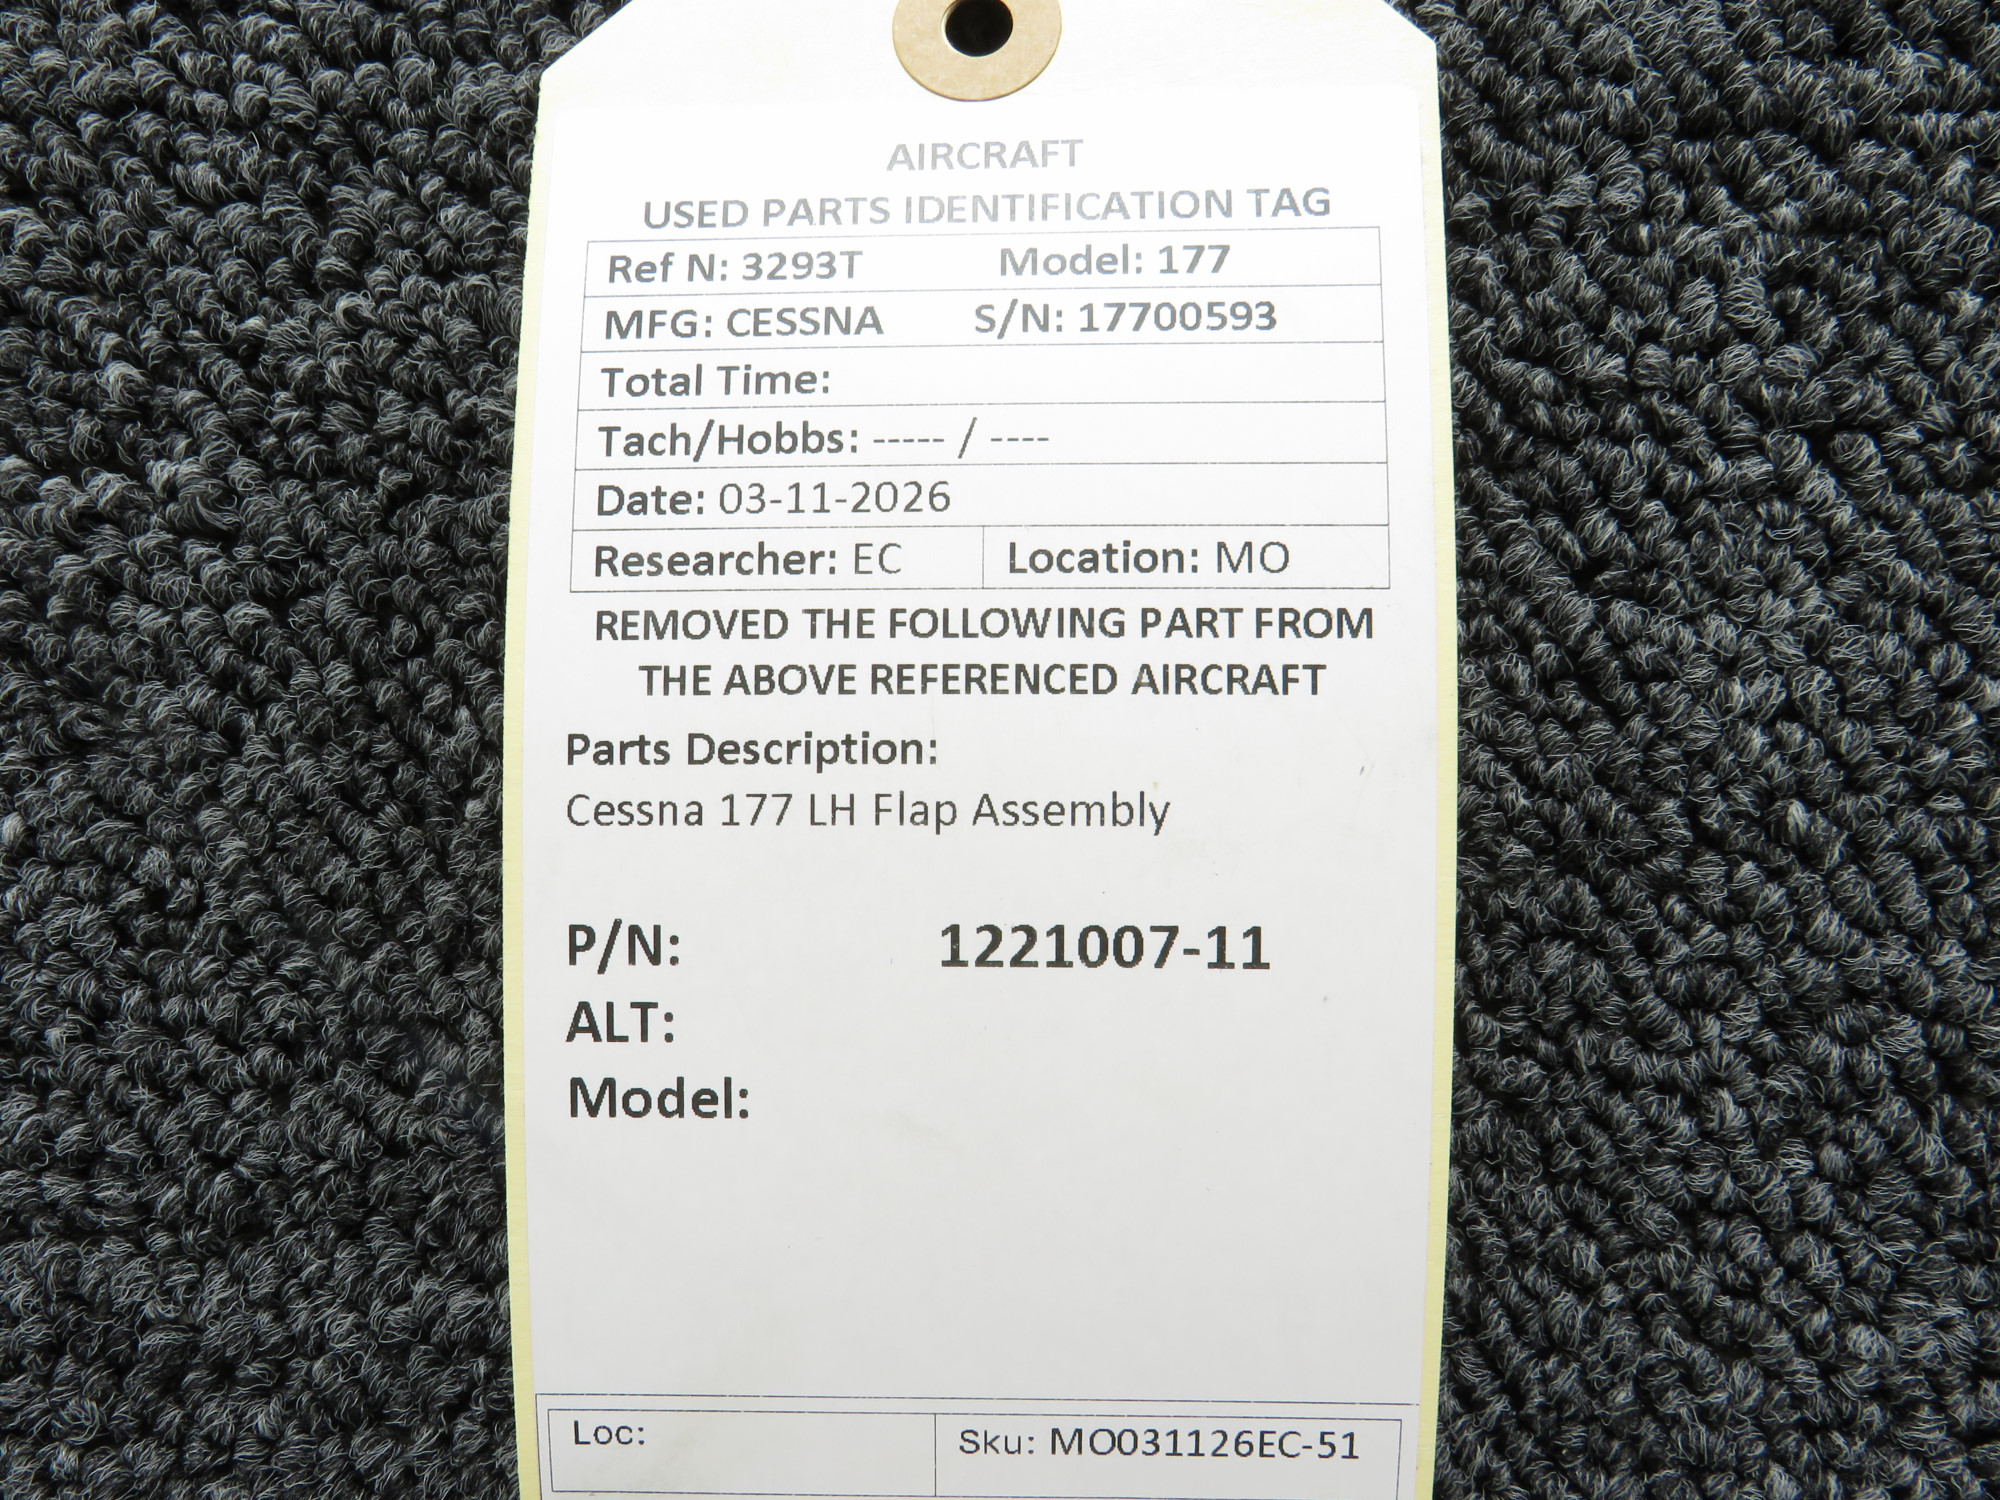 AIRCRAFT
USED PARTS IDENTIFICATION TAG
Ref N: 3293T Model: 177
MFG: CESSNA S/N: 17700593
Total Time:
Tach/Hobbs: ----- / ----
Date: 03-11-2026
Researcher: EC Location: MO
REMOVED THE FOLLOWING PART FROM
THE ABOVE REFERENCED AIRCRAFT
Parts Description:
Cessna 177 LH Flap Assembly
P/N: 1221007-11
ALT:
Model:
Loc: Sku: MO031126EC-51